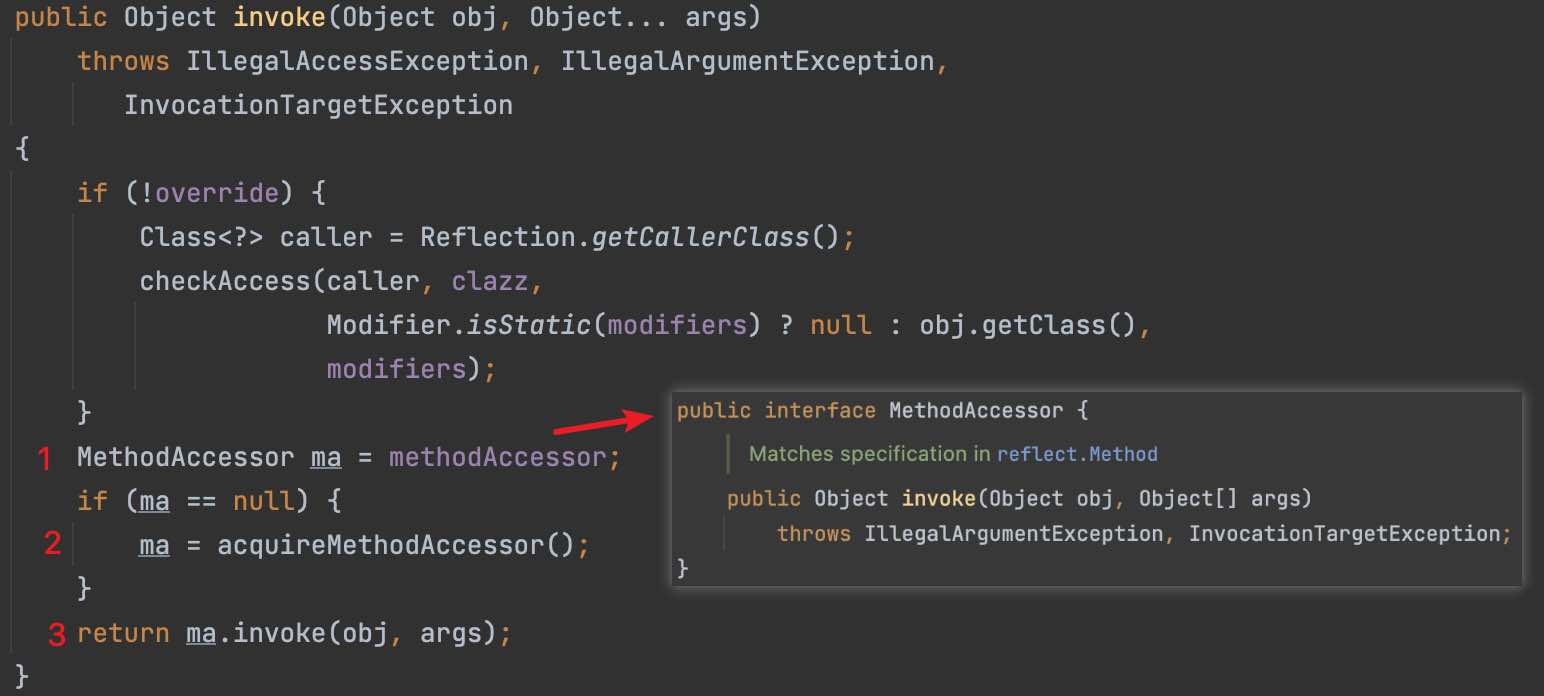 public Object invoke(Object obj, Object... args)
throws IllegalAccessException, IllegalArgumentException,
InvocationTargetException
{
if (!override) {
Class<?> caller = Reflection.getCallerClass();
checkAccess(caller, clazz,
Modifier.isStatic(modifiers) ? null : obj.getClass(),
modifiers);
}
1 MethodAccessor ma = methodAccessor;
if (ma == null) {
2 ma = acquireMethodAccessor();
}
3 return ma.invoke(obj, args);
}
public interface MethodAccessor {
Matches specification in reflect.Method
public Object invoke(Object obj, Object[] args)
throws IllegalArgumentException, InvocationTargetException;
}